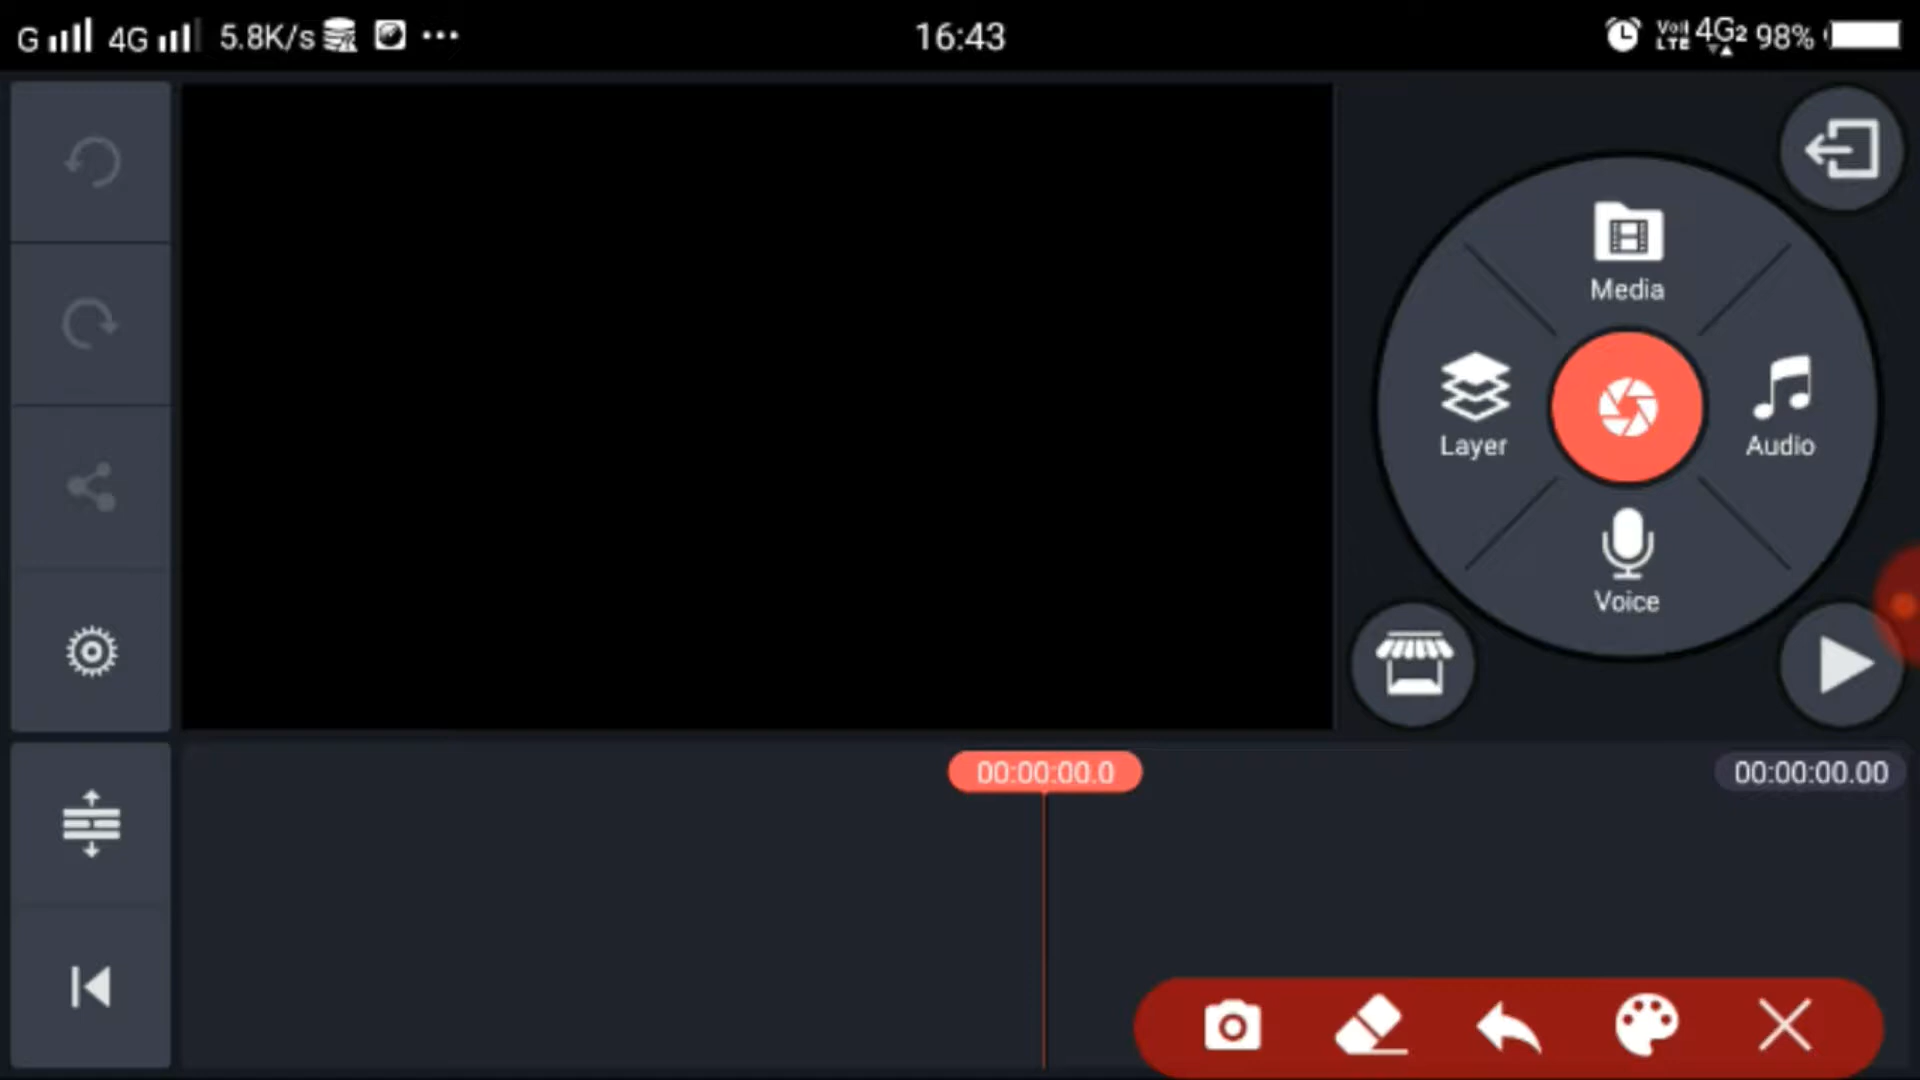 G 4G 5.8K/s 16:43 VoLTE 4G2 98%
Media
Layer
Audio
Voice
00:00:00.0
00:00:00.00